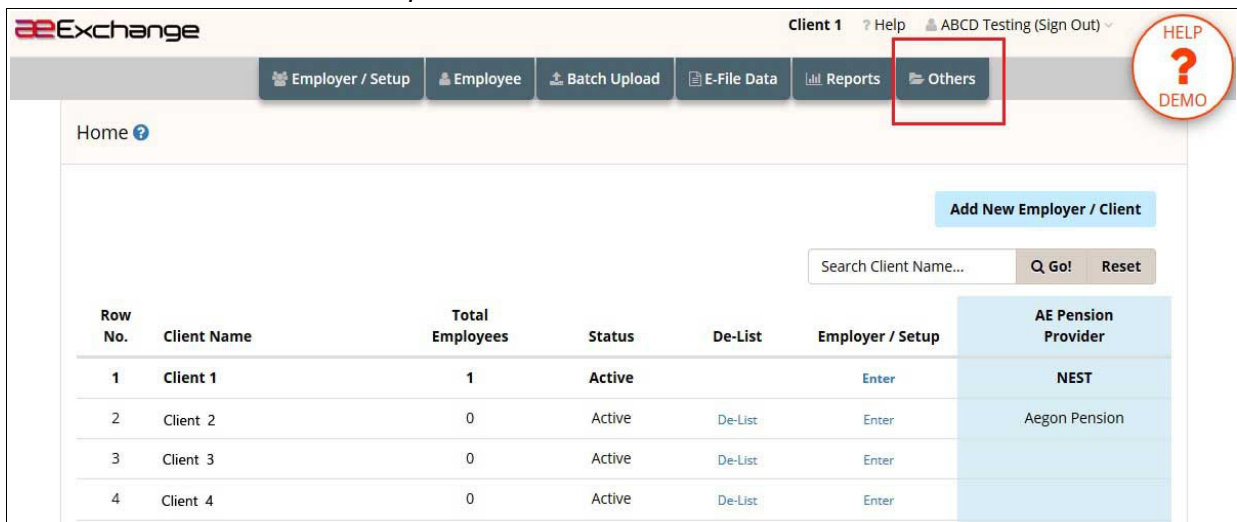 æExchange
Client 1 ? Help ABCD Testing (Sign Out)
HELP
?
DEMO
Employer / Setup Employee Batch Upload E-File Data Reports Others
Home ?
Add New Employer / Client
Search Client Name... Go! Reset
Row No. Client Name Total Employees Status De-List Employer / Setup AE Pension Provider
1 Client 1 1 Active Enter NEST
2 Client 2 0 Active De-List Enter Aegon Pension
3 Client 3 0 Active De-List Enter
4 Client 4 0 Active De-List Enter